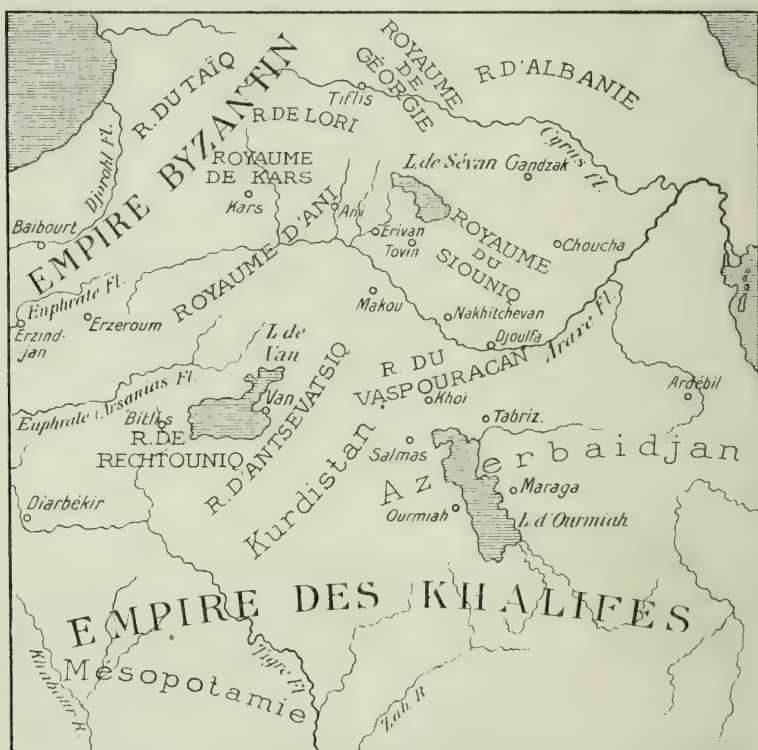 EMPIRE BYZANTIN
R. DU TAÏQ
ROYAUME
DE
GÉORGIE
R. D'ALBANIE
Tiflis
R. DE LORI
Djorohl Fl.
ROYAUME
DE KARS
Kars
L. de Sévan
Gandzak
Cyrus fl.
Baibourt
Ani
Erivan
Tovin
ROYAUME
DU
SIOUNIQ
Choucha
ROYAUME D'ANI
Euphrate Fl.
Erzind-
jan
Erzeroum
Makou
Nakhitchevan
Djoulfa
Araxe Fl.
L. de
Van
Van
R. DU
VASPOURACAN
Khoi
Ardébil
Euphrate (Arsanias Fl.
Bitlis
R. DE
RECHTOUNIQ
R. D'ANTSEVATSIQ
Kurdistan
Tabriz.
Salmas
Azerbaidjan
Maraga
Ourmiah
L. d'Ourmiah
Diarbékir
EMPIRE DES KHALIFES
Khabour R.
Mésopotamie
Tigre Fl
Zab. R